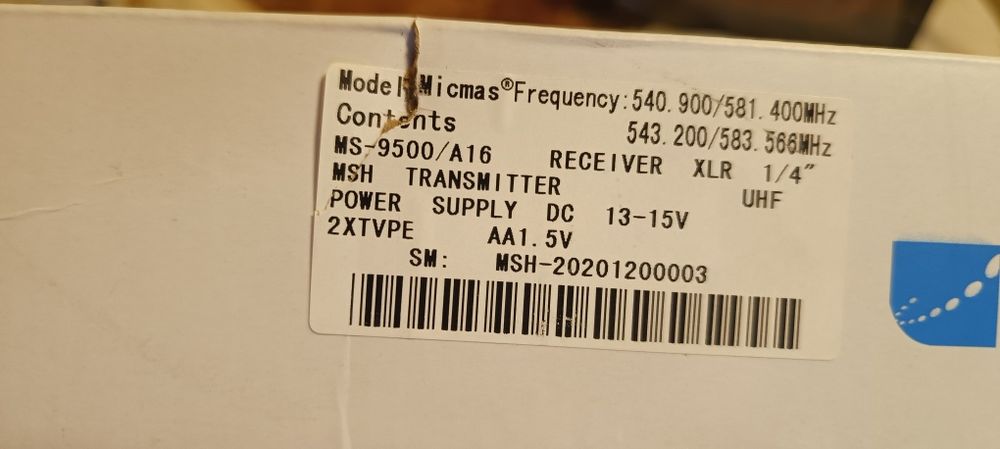 Model:Micmas®Frequency:540.900/581.400MHz
Contents 543.200/583.566MHz
MS-9500/A16 RECEIVER XLR 1/4"
MSH TRANSMITTER UHF
POWER SUPPLY DC 13-15V
2XTVPE AA1.5V
SM: MSH-20201200003